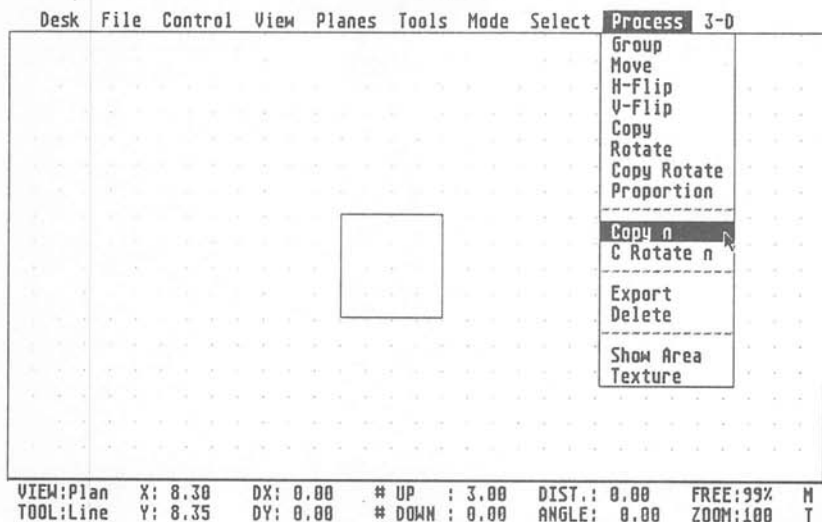 Desk File Control View Planes Tools Mode Select Process 3-D
Group
Move
H-Flip
V-Flip
Copy
Rotate
Copy Rotate
Proportion
Copy n
C Rotate n
Export
Delete
Show Area
Texture
VIEW:Plan X: 8.30 DX: 0.00 # UP : 3.00 DIST.: 0.00 FREE:99% M
TOOL:Line Y: 8.35 DY: 0.00 # DOWN : 0.00 ANGLE: 0.00 ZOOM:100 T